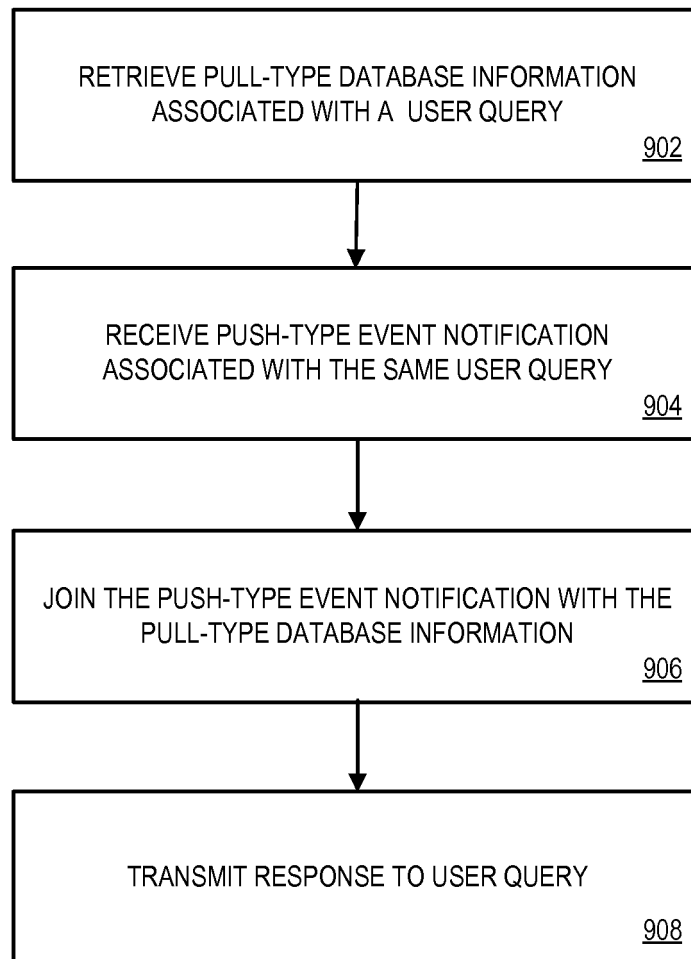 RETRIEVE PULL-TYPE DATABASE INFORMATION
ASSOCIATED WITH A USER QUERY
902
RECEIVE PUSH-TYPE EVENT NOTIFICATION
ASSOCIATED WITH THE SAME USER QUERY
904
JOIN THE PUSH-TYPE EVENT NOTIFICATION WITH THE
PULL-TYPE DATABASE INFORMATION
906
TRANSMIT RESPONSE TO USER QUERY
908